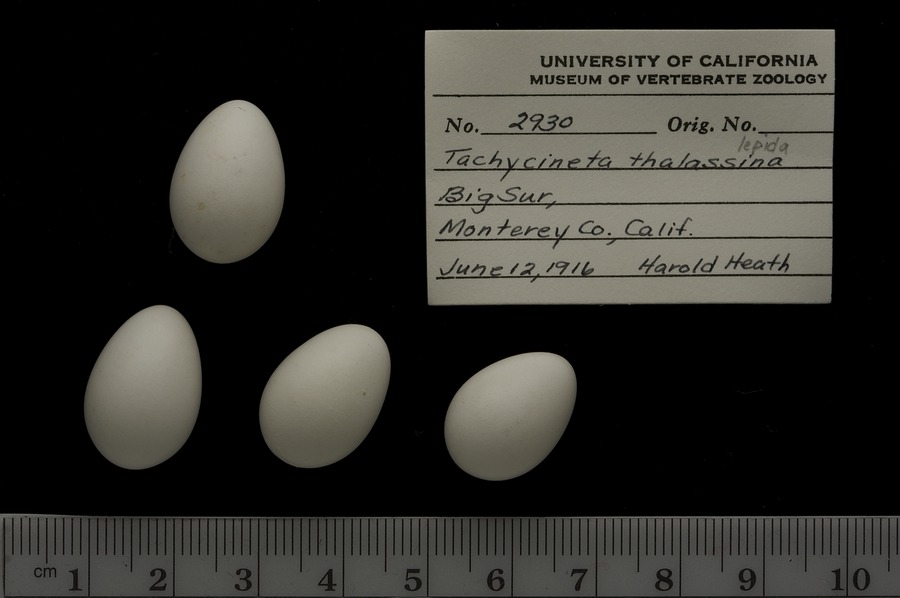 UNIVERSITY OF CALIFORNIA
MUSEUM OF VERTEBRATE ZOOLOGY
No. 2930 Orig. No.
lepida
Tachycineta thalassina
Big Sur,
Monterey Co., Calif.
June 12, 1916 Harold Heath
cm 1 2 3 4 5 6 7 8 9 10